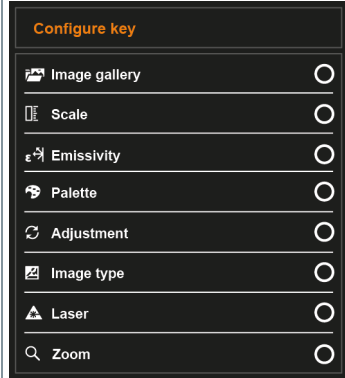 Configure key
Image gallery
Scale
Emissivity
Palette
Adjustment
Image type
Laser
Zoom